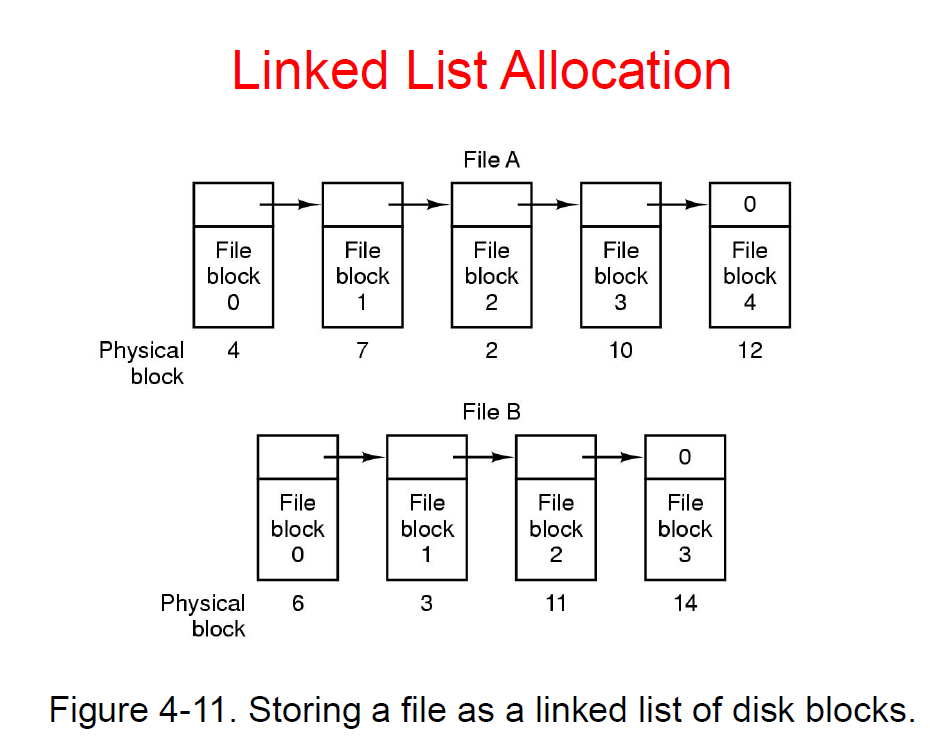 Linked List Allocation
File A
0
File
block
0
File
block
1
File
block
2
File
block
3
File
block
4
Physical
block
4 7 2 10 12
File B
0
File
block
0
File
block
1
File
block
2
File
block
3
Physical
block
6 3 11 14
Figure 4-11. Storing a file as a linked list of disk blocks.